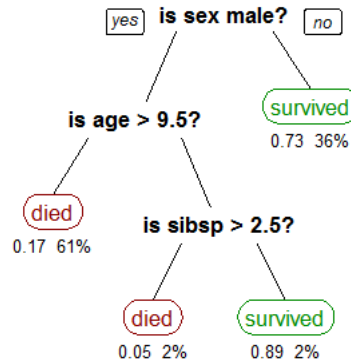 yes is sex male? no
is age > 9.5?
survived
0.73 36%
died
0.17 61%
is sibsp > 2.5?
died survived
0.05 2% 0.89 2%